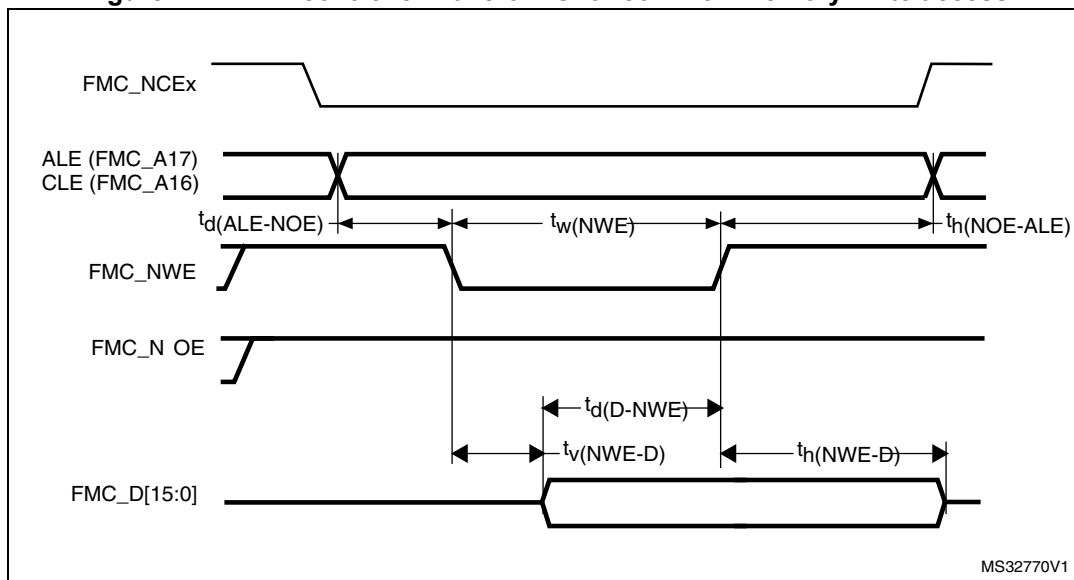 FMC_NCEx
ALE (FMC_A17)
CLE (FMC_A16)
td(ALE-NOE)
tw(NWE)
th(NOE-ALE)
FMC_NWE
FMC_N OE
td(D-NWE)
tv(NWE-D)
th(NWE-D)
FMC_D[15:0]
MS32770V1